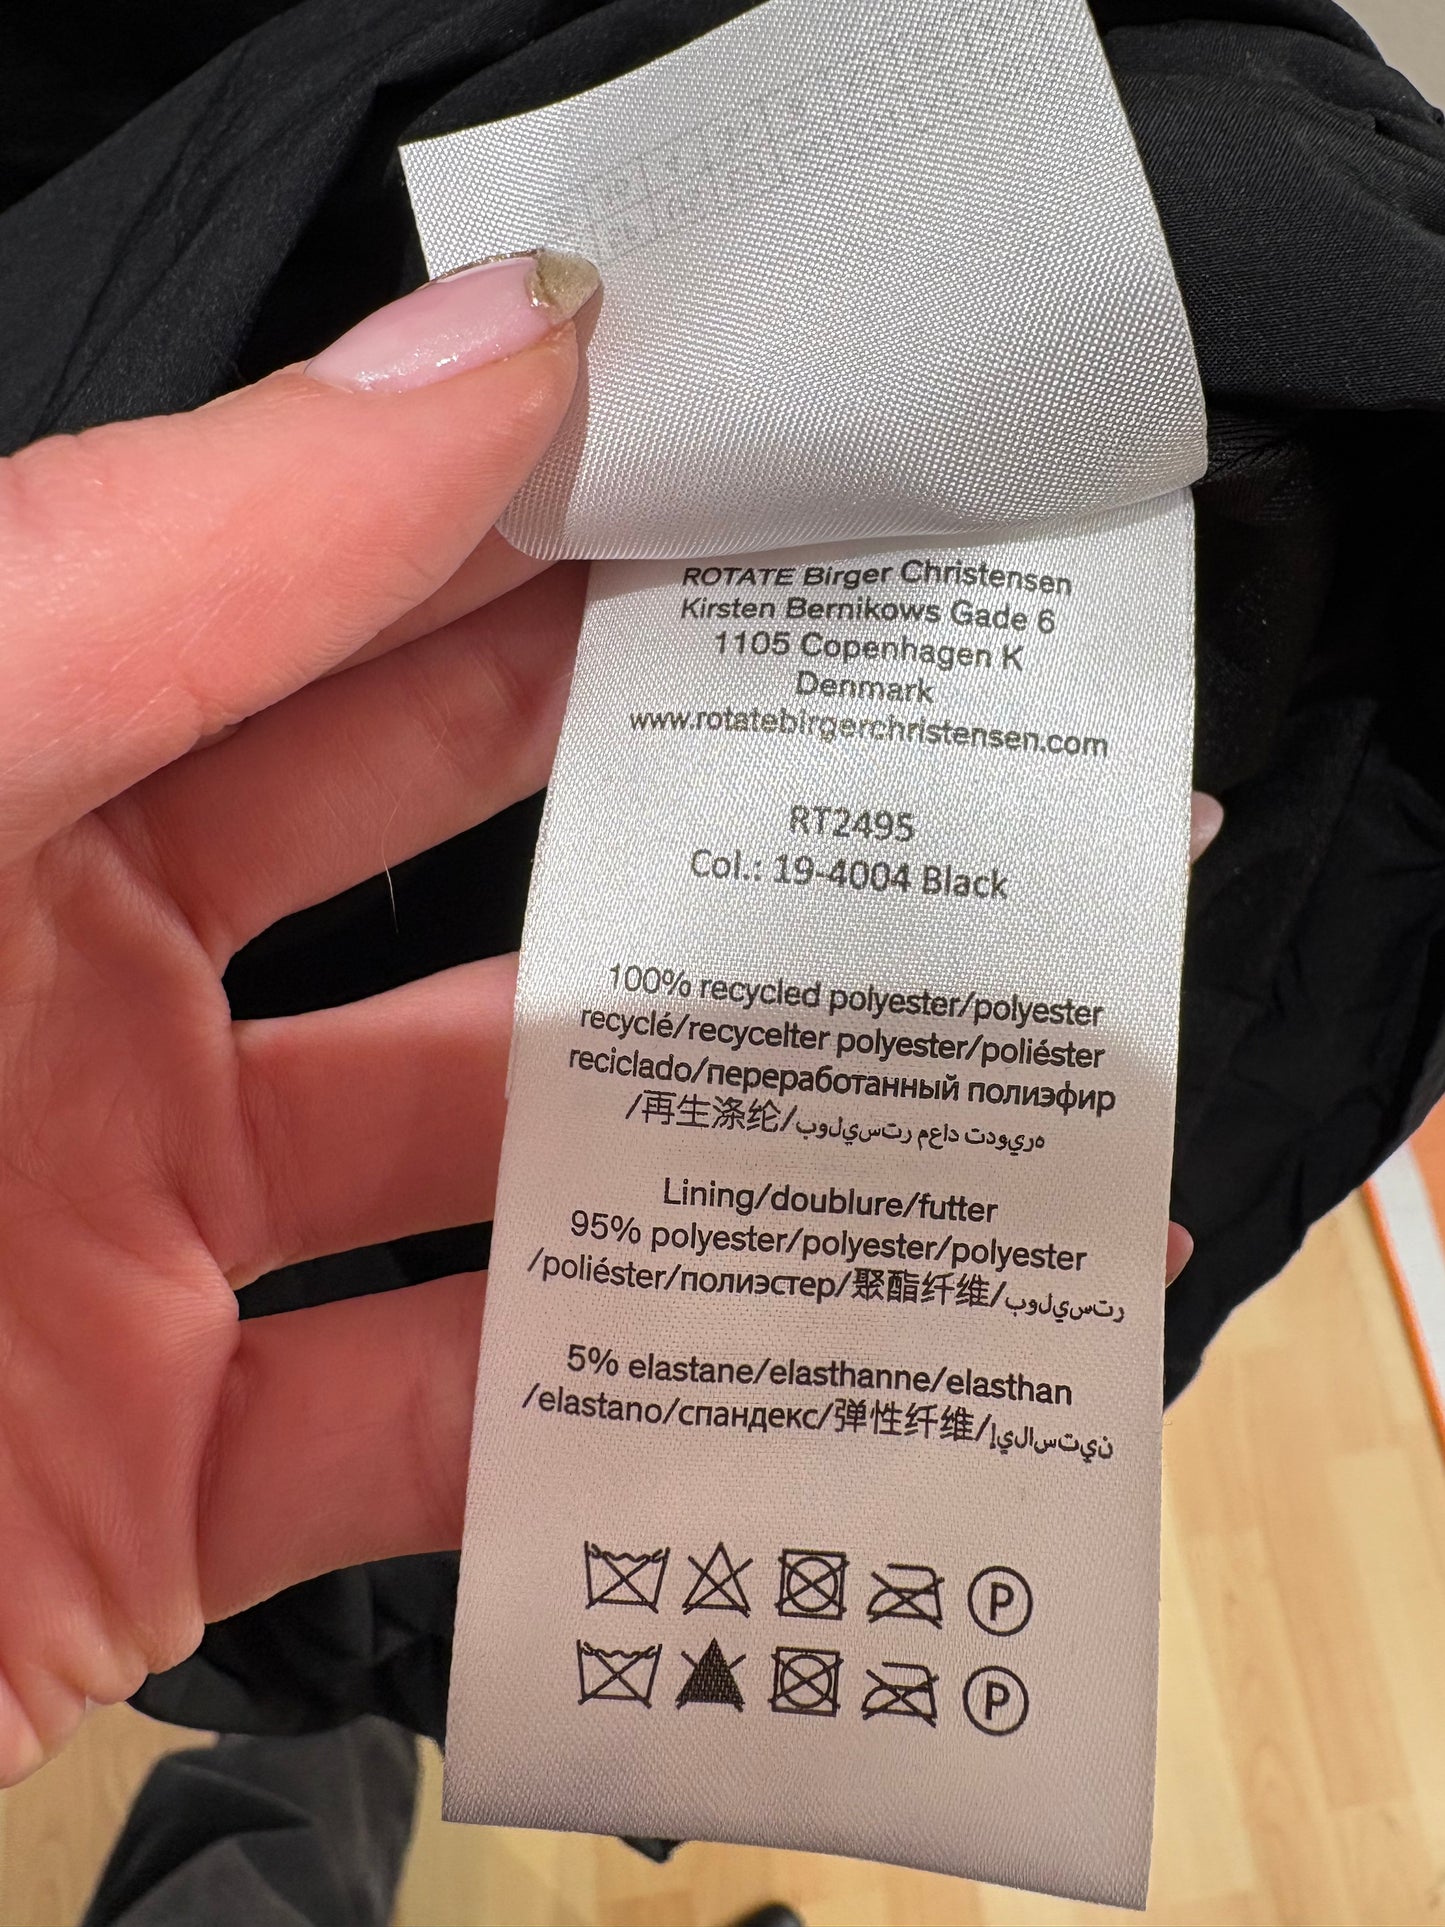 ROTATE Birger Christensen
Kirsten Bernikows Gade 6
1105 Copenhagen K
Denmark
www.rotatebirgerchristensen.com
RT2495
Col.: 19-4004 Black
100% recycled polyester/polyester
recyclé/recycelter polyester/poliéster
reciclado/переработанный полиэфир
/再生涤纶/بوليستر معاد تدويره
Lining/doublure/futter
95% polyester/polyester/polyester
/poliéster/полиэстер/聚酯纤维/بوليستر
5% elastane/elasthanne/elasthan
/elastano/спандекс/弹性纤维/إيلاستين
P
P